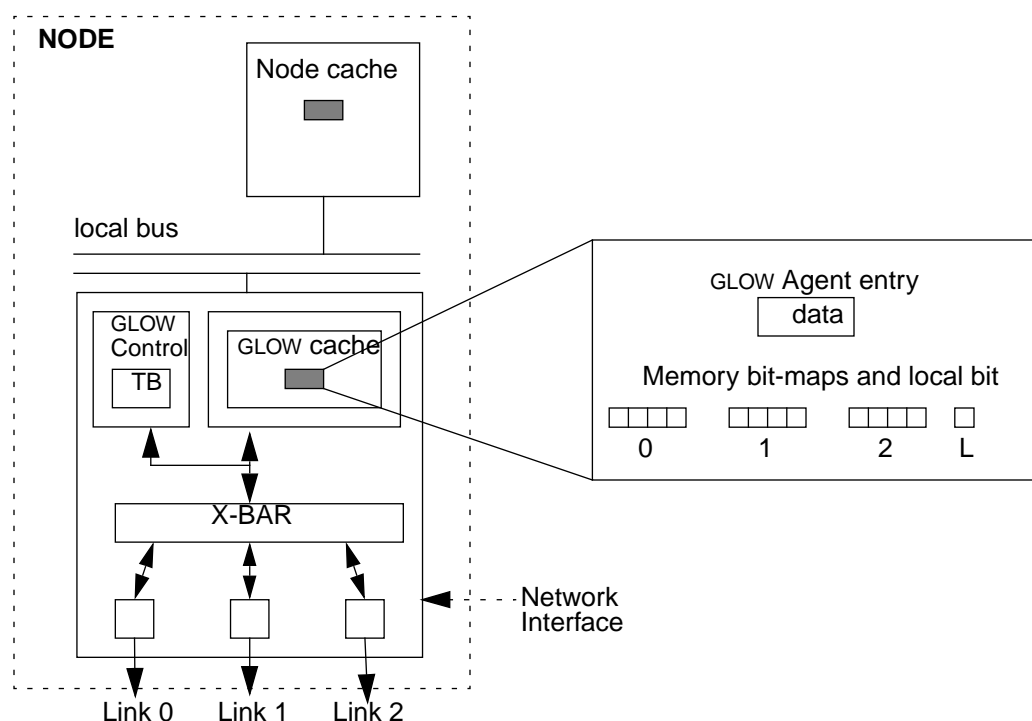 NODE
Node cache
local bus
GLOW
Control
TB
GLOW cache
X-BAR
Network
Interface
Link 0
Link 1
Link 2
GLOW Agent entry
data
Memory bit-maps and local bit
0
1
2
L